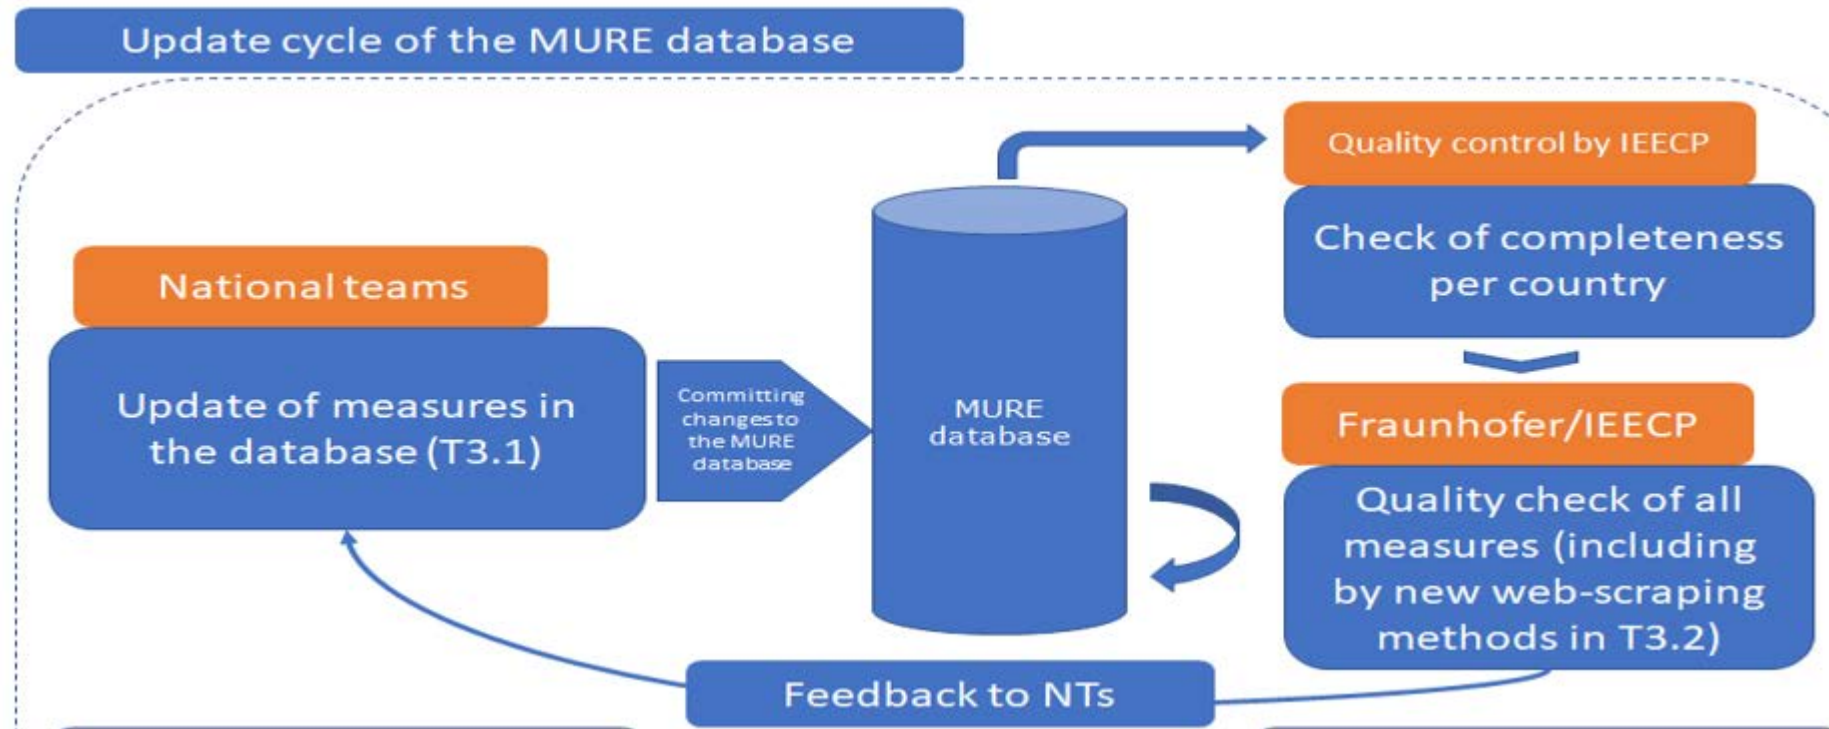 Update cycle of the MURE database
Quality control by IEECP
Check of completeness
per country
National teams
Update of measures in
the database (T3.1)
Committing
changes to
the MURE
database
MURE
database
Fraunhofer/IEECP
Quality check of all
measures (including
by new web-scraping
methods in T3.2)
Feedback to NTs